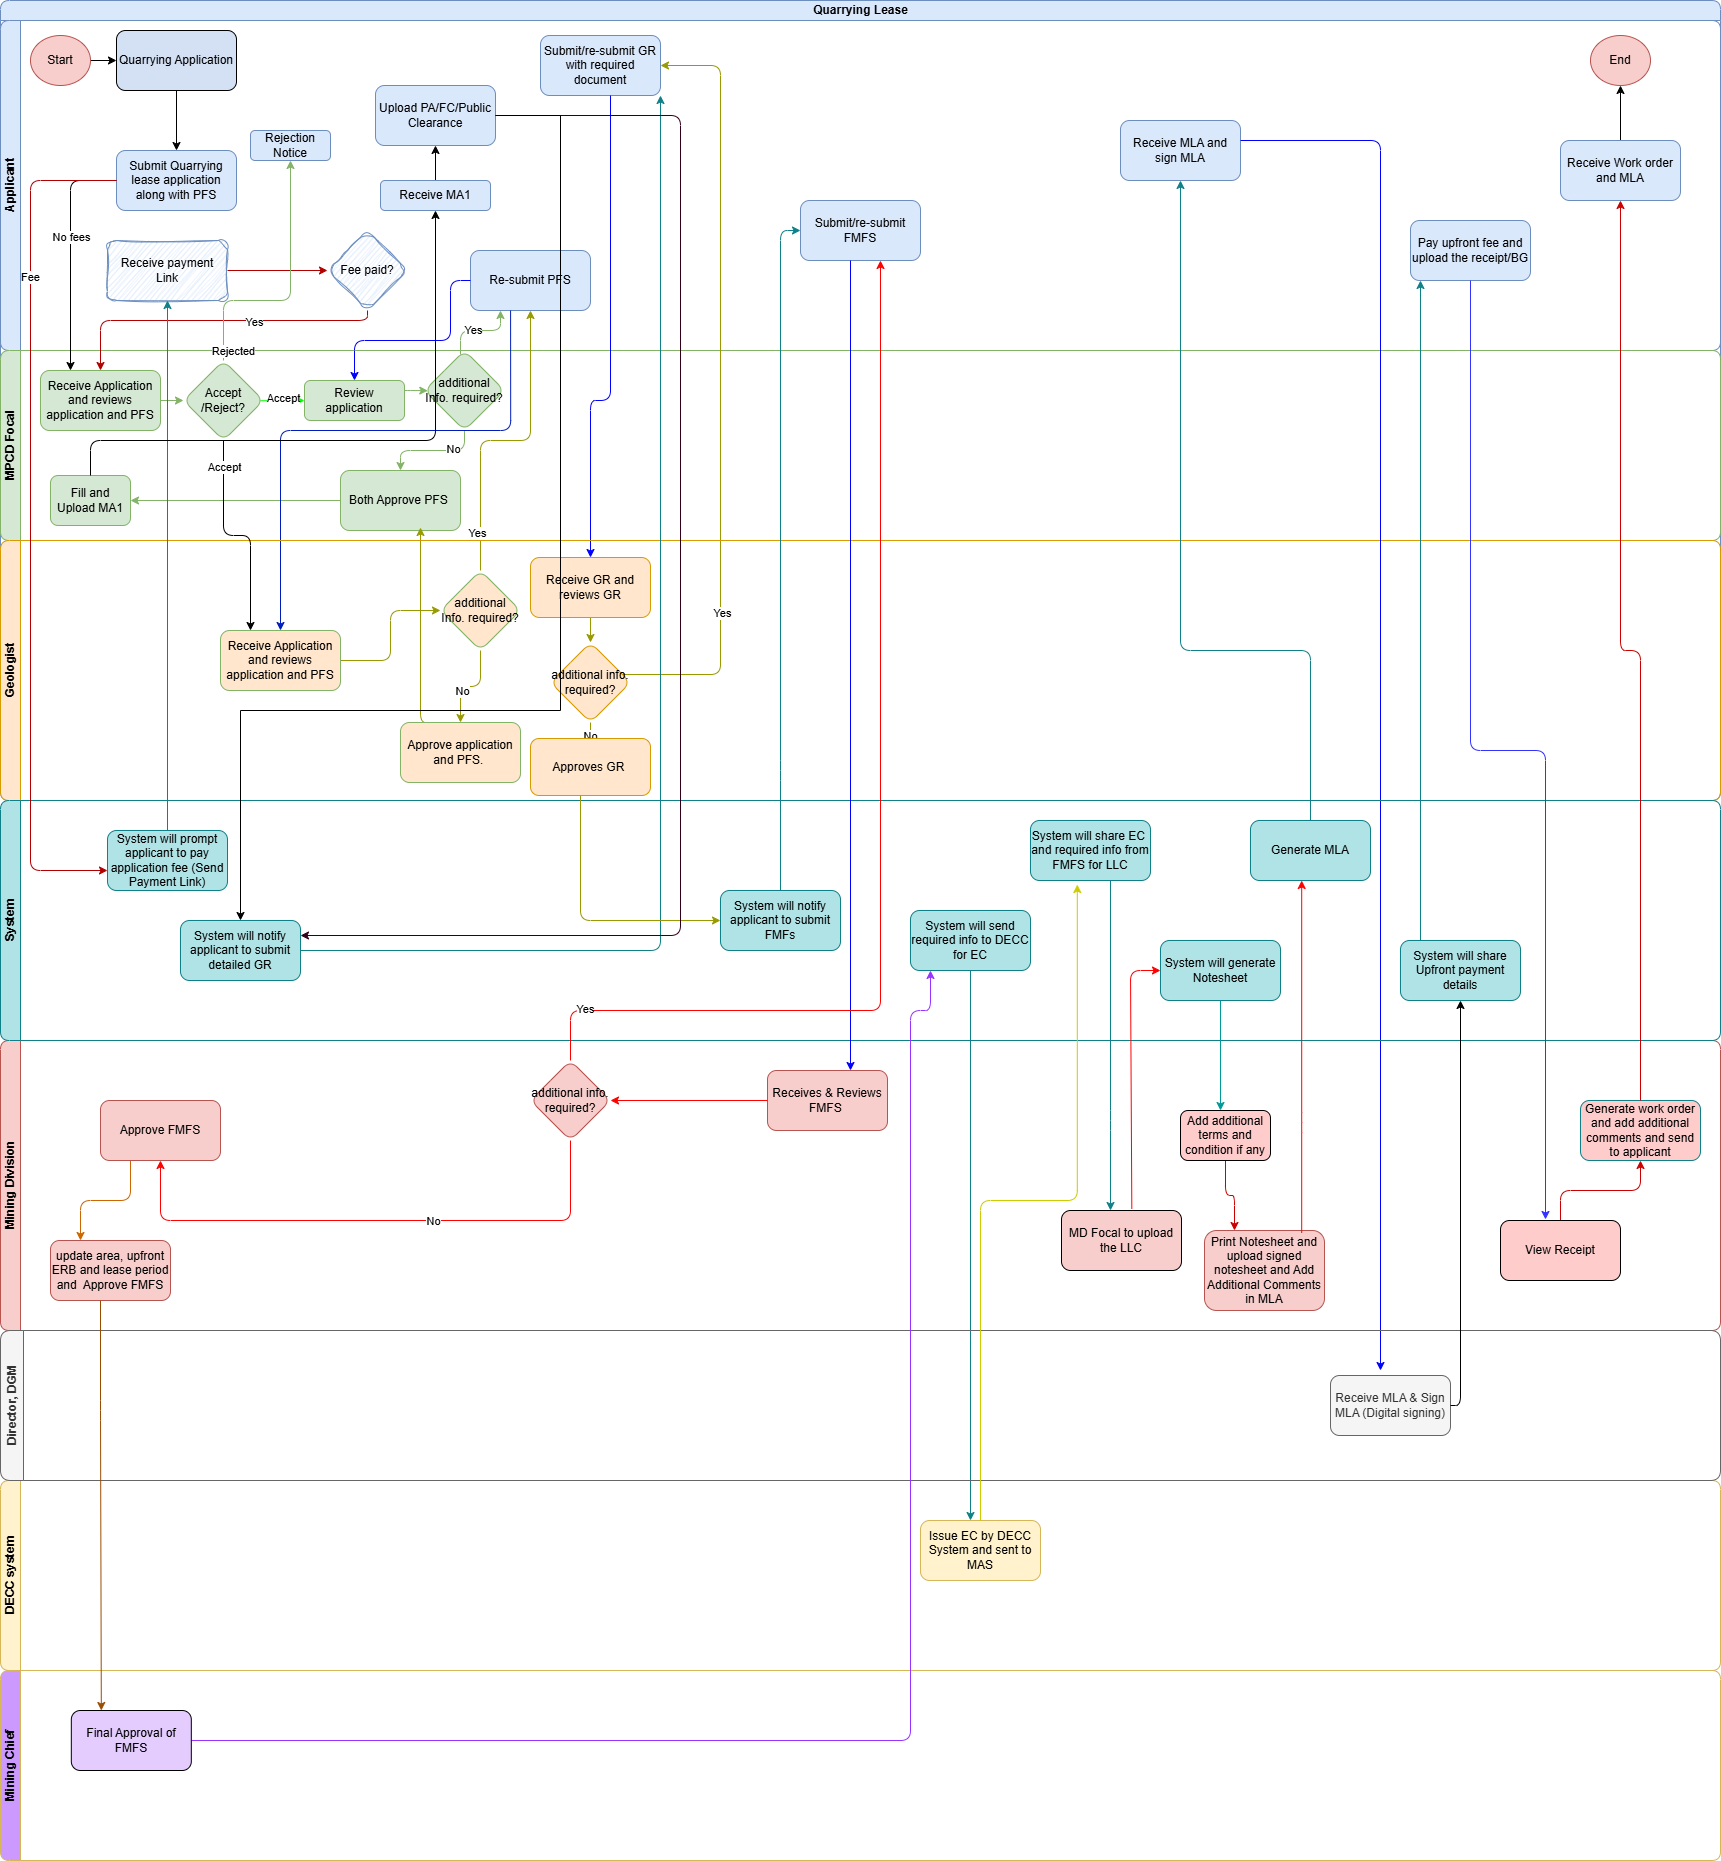 Quarrying Lease
Applicant
Start
Quarrying Application
Submit Quarrying
lease application
along with PFS
Rejection
Notice
Upload PA/FC/Public
Clearance
Receive MA1
Submit/re-submit GR
with required
document
Receive MLA and
sign MLA
End
Receive Work order
and MLA
Submit/re-submit
FMFS
Pay upfront fee and
upload the receipt/BG
No fees
Fee
Receive payment
Link
Fee paid?
Re-submit PFS
Yes
Yes
Rejected
MPCD Focal
Receive Application
and reviews
application and PFS
Accept
/Reject?
Accept
Review
application
additional
Info. required?
No
Accept
Fill and
Upload MA1
Both Approve PFS
Yes
Geologist
Receive Application
and reviews
application and PFS
additional
Info. required?
No
Approve application
and PFS.
Receive GR and
reviews GR
additional info.
required?
Yes
No
Approves GR
System
System will prompt
applicant to pay
application fee (Send
Payment Link)
System will notify
applicant to submit
detailed GR
System will notify
applicant to submit
FMFs
System will send
required info to DECC
for EC
System will share EC
and required info from
FMFS for LLC
System will generate
Notesheet
Generate MLA
System will share
Upfront payment
details
Yes
Mining Division
Approve FMFS
additional info.
required?
Receives & Reviews
FMFS
No
update area, upfront
ERB and lease period
and Approve FMFS
MD Focal to upload
the LLC
Add additional
terms and
condition if any
Print Notesheet and
upload signed
notesheet and Add
Additional Comments
in MLA
Generate work order
and add additional
comments and send
to applicant
View Receipt
Director, DGM
Receive MLA & Sign
MLA (Digital signing)
DECC system
Issue EC by DECC
System and sent to
MAS
Mining Chief
Final Approval of
FMFS